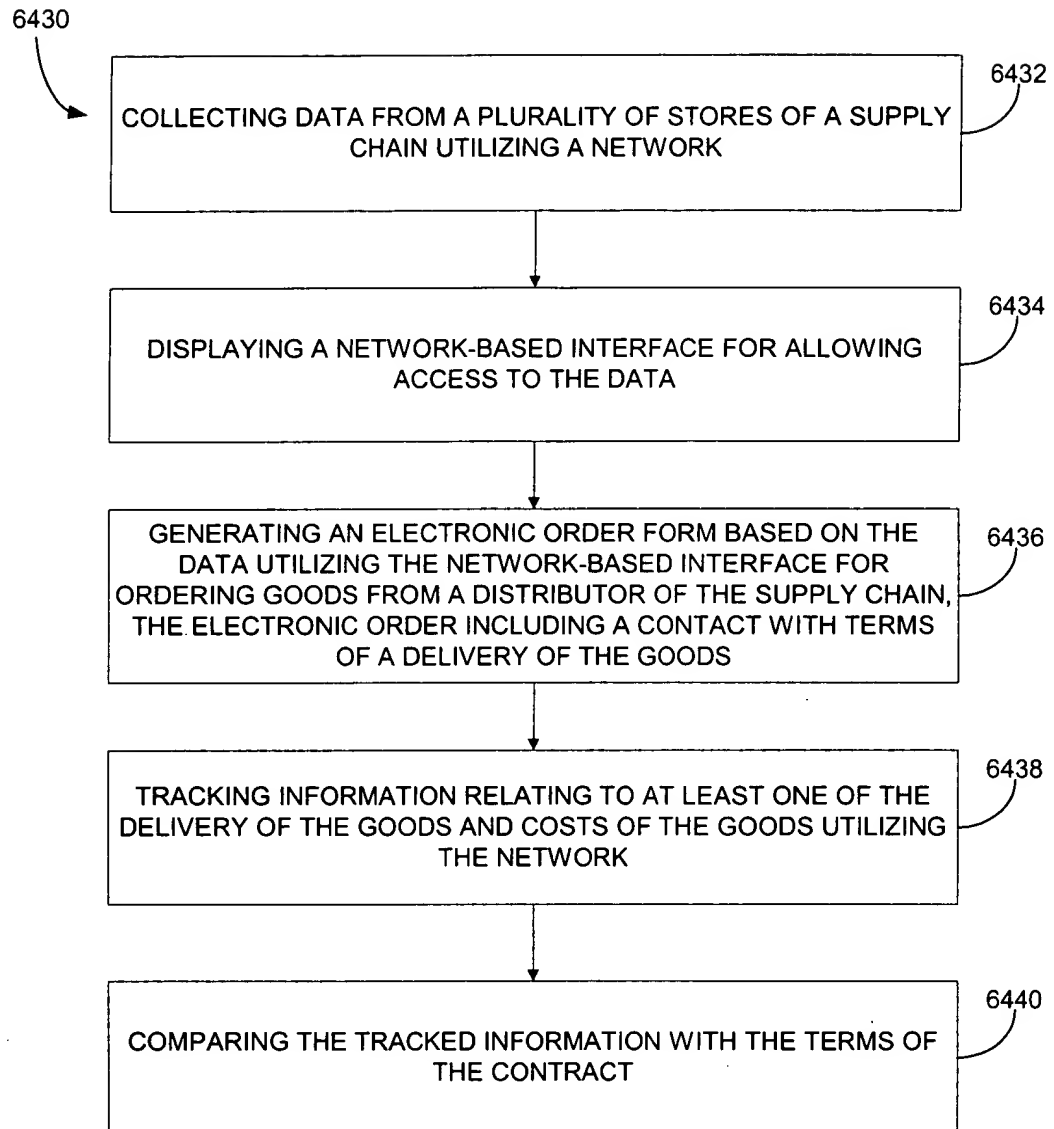 6430
6432
COLLECTING DATA FROM A PLURALITY OF STORES OF A SUPPLY
CHAIN UTILIZING A NETWORK
6434
DISPLAYING A NETWORK-BASED INTERFACE FOR ALLOWING
ACCESS TO THE DATA
6436
GENERATING AN ELECTRONIC ORDER FORM BASED ON THE
DATA UTILIZING THE NETWORK-BASED INTERFACE FOR
ORDERING GOODS FROM A DISTRIBUTOR OF THE SUPPLY CHAIN,
THE ELECTRONIC ORDER INCLUDING A CONTACT WITH TERMS
OF A DELIVERY OF THE GOODS
6438
TRACKING INFORMATION RELATING TO AT LEAST ONE OF THE
DELIVERY OF THE GOODS AND COSTS OF THE GOODS UTILIZING
THE NETWORK
6440
COMPARING THE TRACKED INFORMATION WITH THE TERMS OF
THE CONTRACT